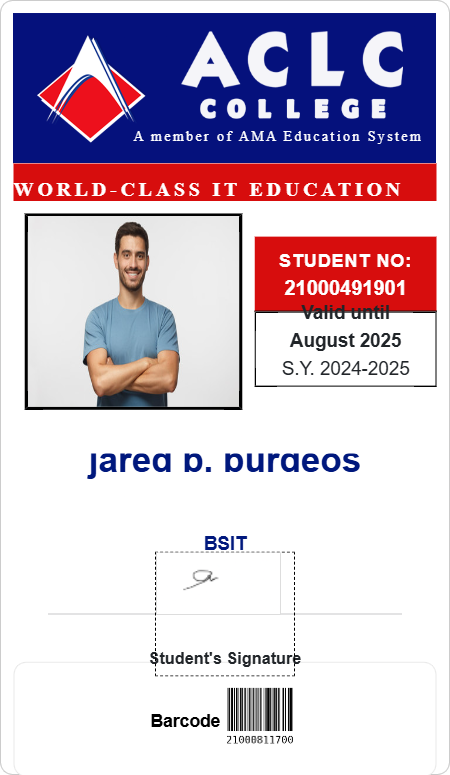 ACLC
COLLEGE
A member of AMA Education System
WORLD-CLASS IT EDUCATION
STUDENT NO:
21000491901
Valid until
August 2025
S.Y. 2024-2025
jared b. burgeos
BSIT
Student's Signature
Barcode
21000811700